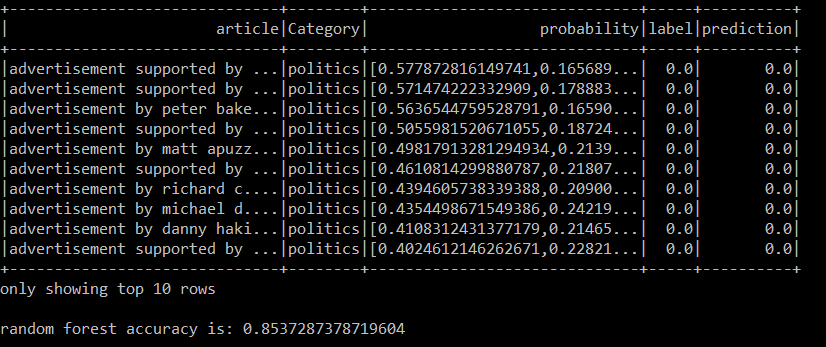 +----------------------------+--------+---------------------------+-----+----------+
|                     article|Category|                probability|label|prediction|
+----------------------------+--------+---------------------------+-----+----------+
|advertisement supported by ...|politics|[0.577872816149741,0.165689...|  0.0|       0.0|
|advertisement supported by ...|politics|[0.571474222332909,0.178883...|  0.0|       0.0|
|advertisement by peter bake...|politics|[0.5636544759528791,0.16590...|  0.0|       0.0|
|advertisement supported by ...|politics|[0.5055981520671055,0.18724...|  0.0|       0.0|
|advertisement by matt apuzz...|politics|[0.49817913281294934,0.2139...|  0.0|       0.0|
|advertisement supported by ...|politics|[0.4610814299880787,0.21807...|  0.0|       0.0|
|advertisement by richard c....|politics|[0.4394605738339388,0.20900...|  0.0|       0.0|
|advertisement by michael d....|politics|[0.4354498671549386,0.24219...|  0.0|       0.0|
|advertisement by danny haki...|politics|[0.4108312431377179,0.21465...|  0.0|       0.0|
|advertisement supported by ...|politics|[0.4024612146262671,0.22821...|  0.0|       0.0|
+----------------------------+--------+---------------------------+-----+----------+
only showing top 10 rows
random forest accuracy is: 0.8537287378719604